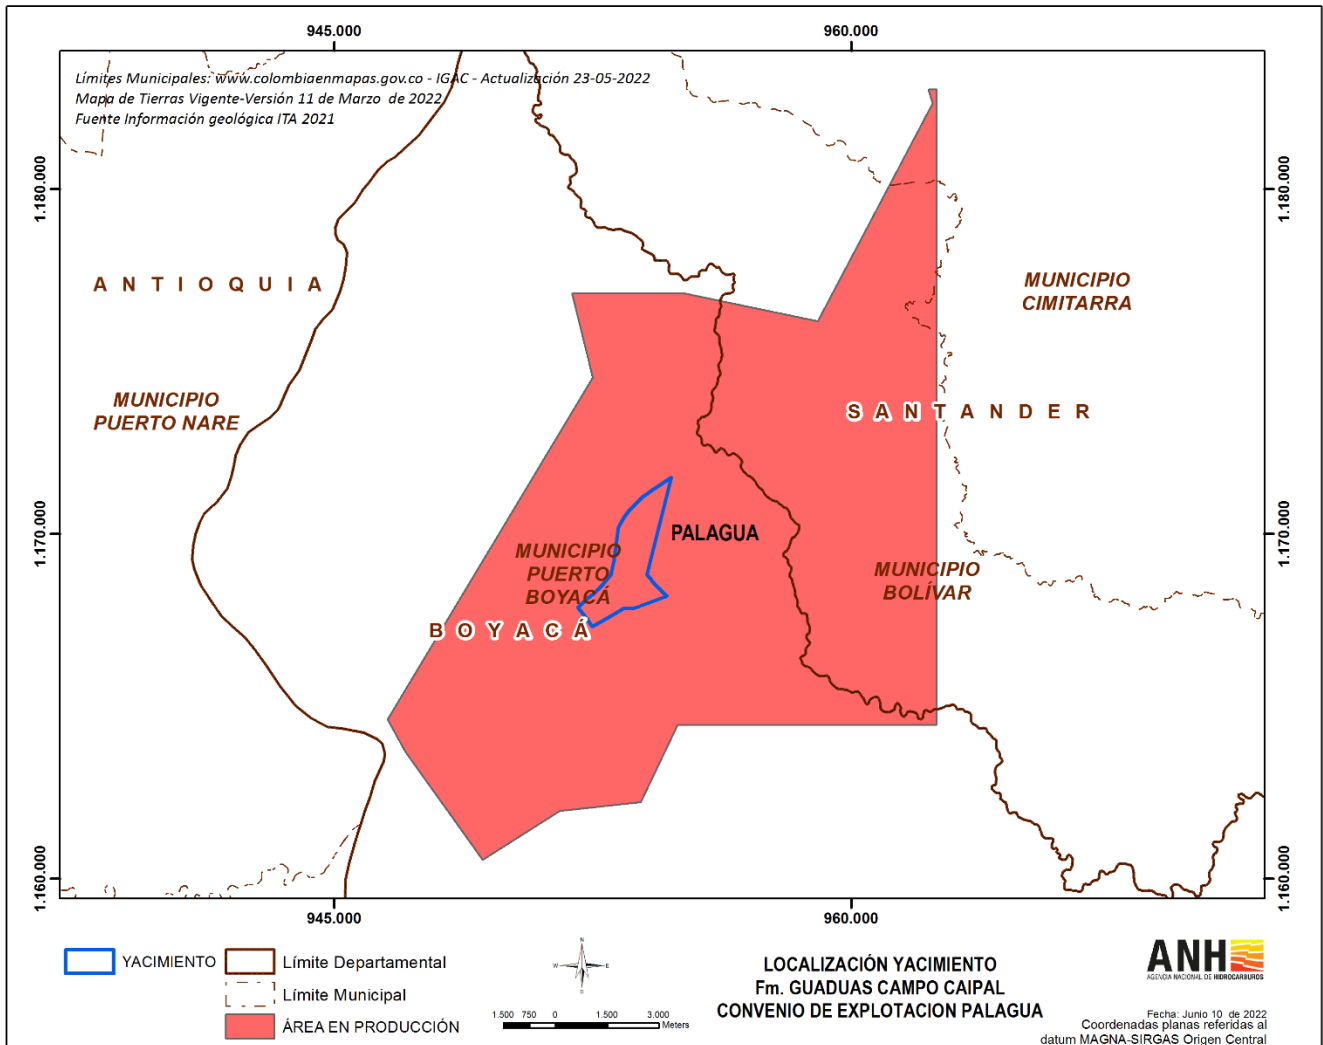 945.000
960.000
Límites Municipales: www.colombiaenmapas.gov.co - IGAC - Actualización 23-05-2022
Mapa de Tierras Vigente-Versión 11 de Marzo de 2022
Fuente Información geológica ITA 2021
1.180.000
1.180.000
ANTIOQUIA
MUNICIPIO
CIMITARRA
MUNICIPIO
PUERTO NARE
SANTANDER
1.170.000
PALAGUA
1.170.000
MUNICIPIO
PUERTO
BOYACÁ
MUNICIPIO
BOLÍVAR
BOYACÁ
1.160.000
1.160.000
945.000
960.000
YACIMIENTO
Límite Departamental
Límite Municipal
ÁREA EN PRODUCCIÓN
N
W
E
S
1.500 750 0 1.500 3.000
Meters
LOCALIZACIÓN YACIMIENTO
Fm. GUADUAS CAMPO CAIPAL
CONVENIO DE EXPLOTACION PALAGUA
ANH
AGENCIA NACIONAL DE HIDROCARBUROS
Fecha: Junio 10 de 2022
Coordenadas planas referidas al
datum MAGNA-SIRGAS Origen Central